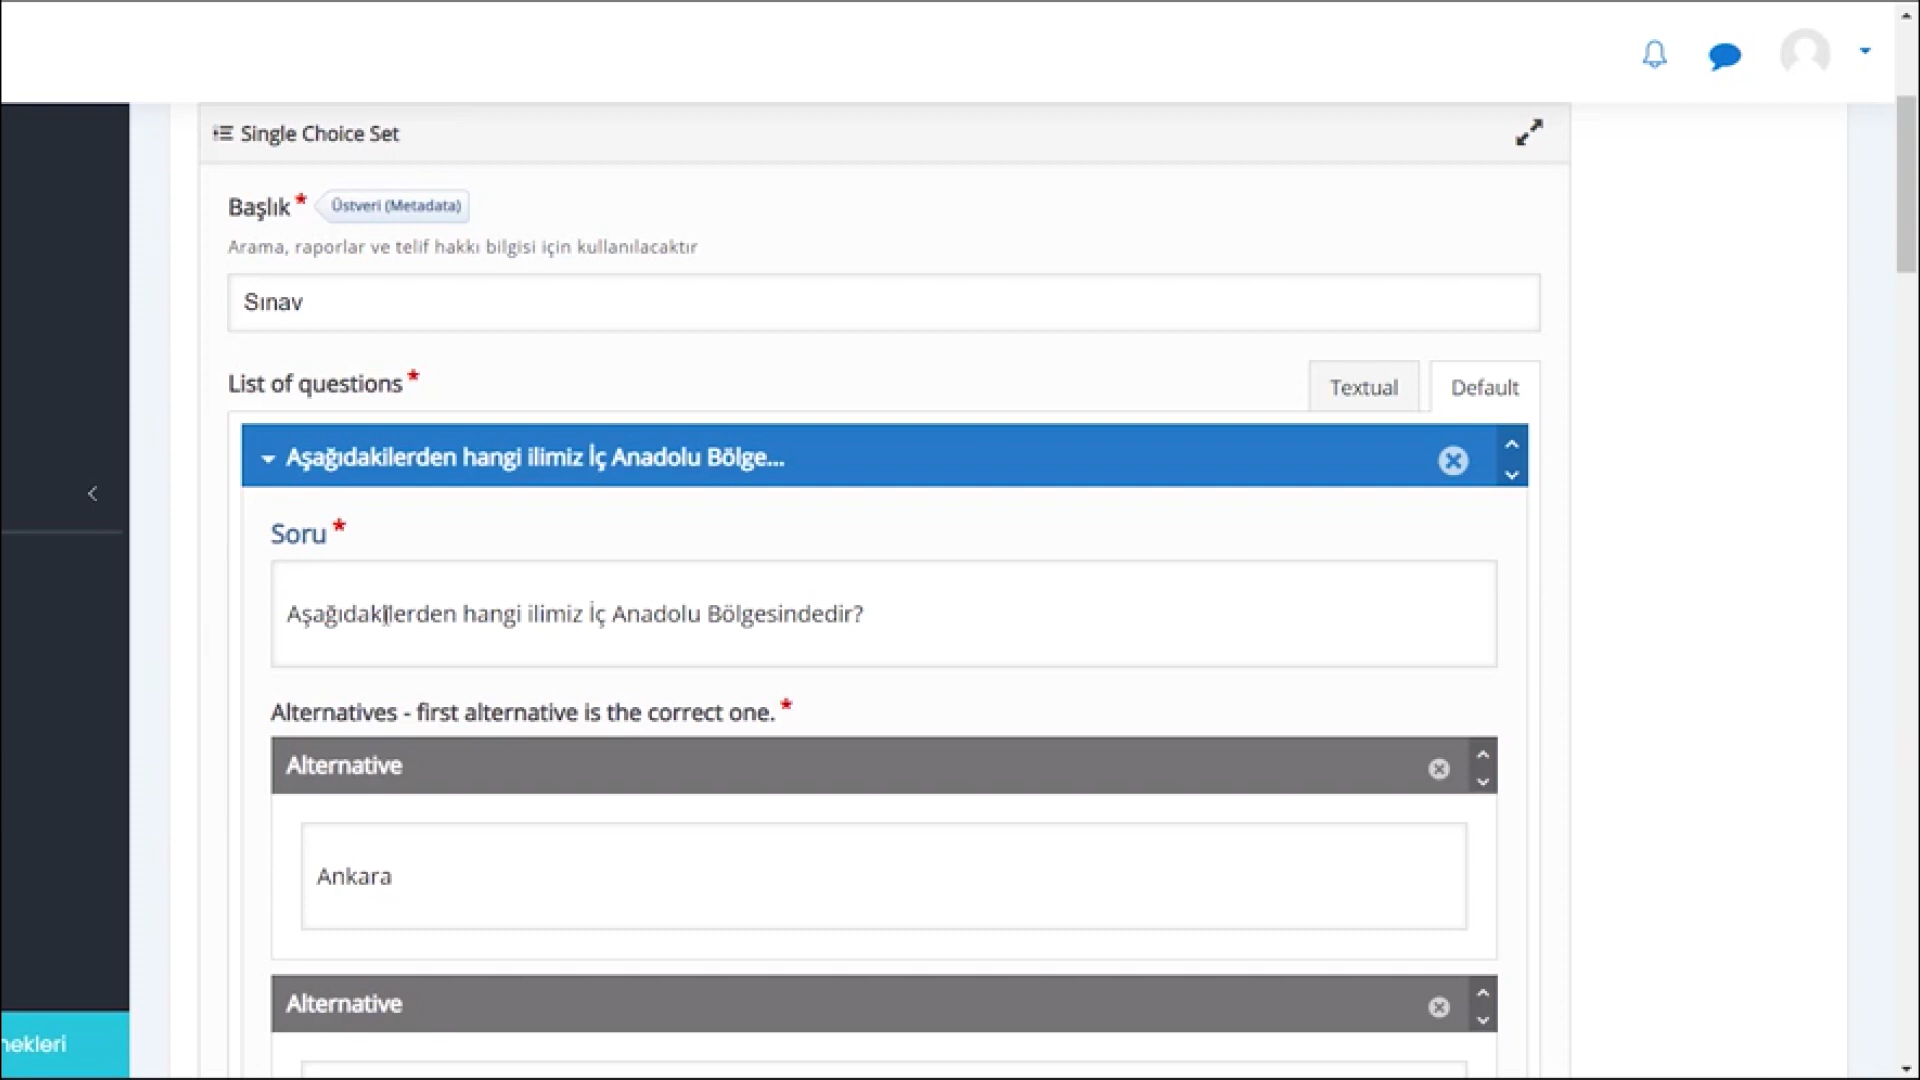 Single Choice Set
Başlık * Üstveri (Metadata)
Arama, raporlar ve telif hakkı bilgisi için kullanılacaktır
Sınav
List of questions *
Textual
Default
Aşağıdakilerden hangi ilimiz İç Anadolu Bölge...
Soru *
Aşağıdakilerden hangi ilimiz İç Anadolu Bölgesindedir?
Alternatives - first alternative is the correct one. *
Alternative
Ankara
Alternative
nekleri